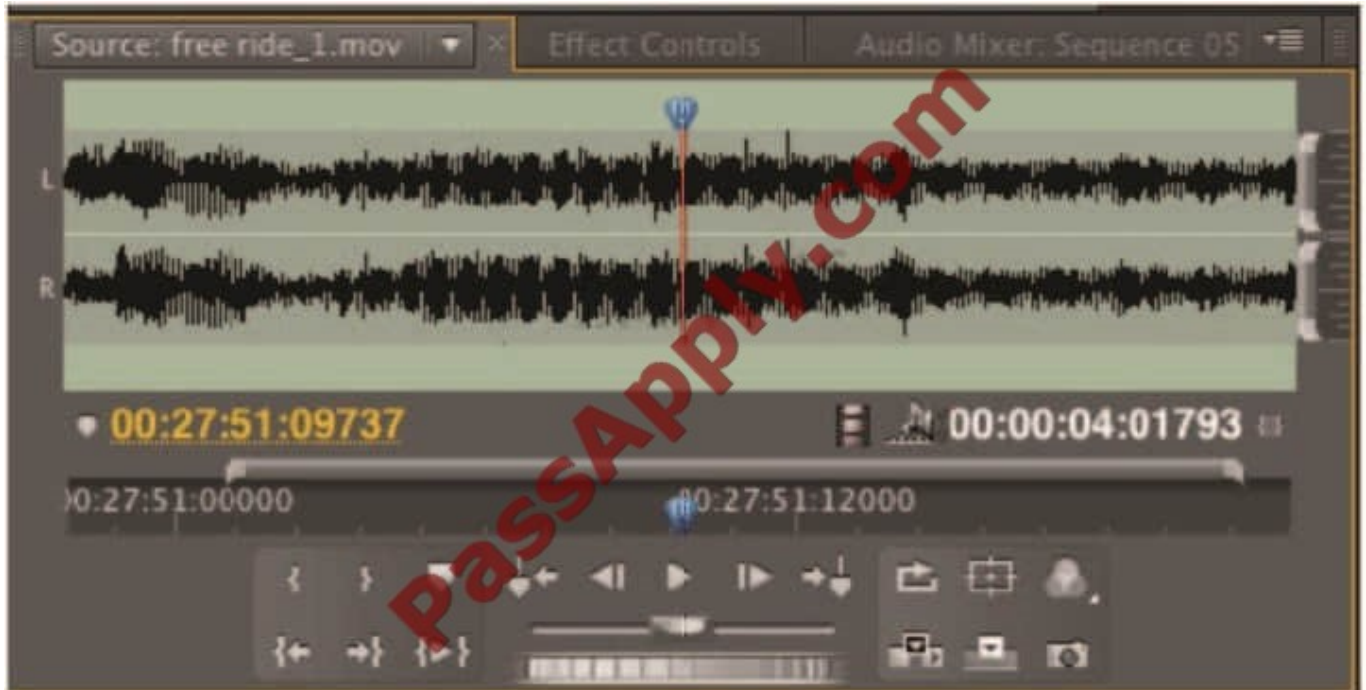 Source: free ride_1.mov Effect Controls Audio Mixer: Sequence 05
L
R
00:27:51:09737 00:00:04:01793
00:27:51:00000 00:27:51:12000
PassApply.com